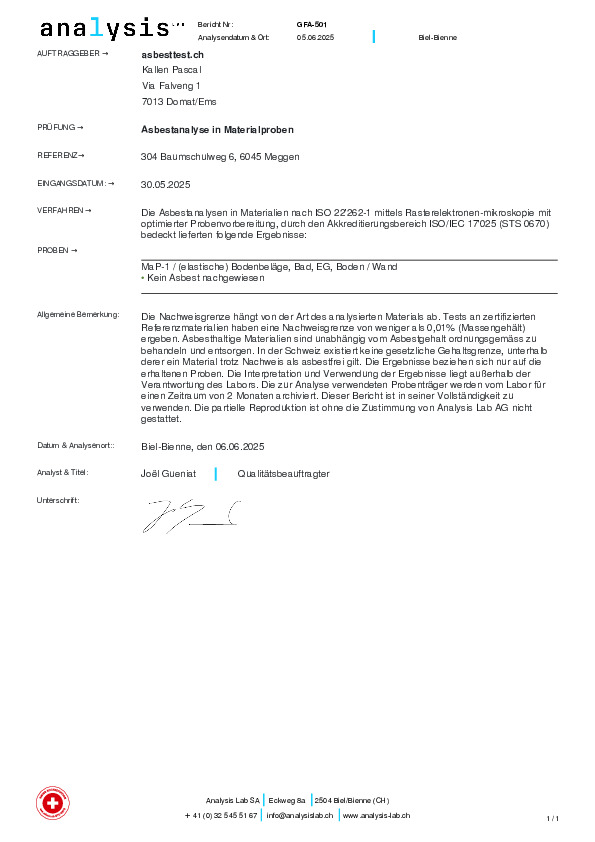 analysis
Bericht Nr: GFA-501
Analysendatum & Ort: 05.06.2025 Biel-Bienne
AUFTRAGGEBER → asbesttest.ch
Kallen Pascal
Via Falveng 1
7013 Domat/Ems
PRÜFUNG → Asbestanalyse in Materialproben
REFERENZ→ 304 Baumschulweg 6, 6045 Meggen
EINGANGSDATUM: → 30.05.2025
VERFAHREN → Die Asbestanalysen in Materialien nach ISO 22'262-1 mittels Rasterelektronen-mikroskopie mit
optimierter Probenvorbereitung, durch den Akkreditierungsbereich ISO/IEC 17025 (STS 0670)
bedeckt lieferten folgende Ergebnisse:
PROBEN →
MaP-1 / (elastische) Bodenbeläge, Bad, EG, Boden / Wand
• Kein Asbest nachgewiesen
Allgemeine Bemerkung: Die Nachweisgrenze hängt von der Art des analysierten Materials ab. Tests an zertifizierten
Referenzmaterialien haben eine Nachweisgrenze von weniger als 0,01% (Massengehält)
ergeben. Asbesthaltige Materialien sind unabhängig vom Asbestgehalt ordnungsgemäss zu
behandeln und entsorgen. In der Schweiz existiert keine gesetzliche Gehaltsgrenze, unterhalb
derer ein Material trotz Nachweis als asbestfrei gilt. Die Ergebnisse beziehen sich nur auf die
erhaltenen Proben. Die Interpretation und Verwendung der Ergebnisse liegt außerhalb der
Verantwortung des Labors. Die zur Analyse verwendeten Probenträger werden vom Labor für
einen Zeitraum von 2 Monaten archiviert. Dieser Bericht ist in seiner Vollständigkeit zu
verwenden. Die partielle Reproduktion ist ohne die Zustimmung von Analysis Lab AG nicht
gestattet.
Datum & Analysenort:: Biel-Bienne, den 06.06.2025
Analyst & Titel: Joël Gueniat Qualitätsbeauftragter
Unterschrift:
Analysis Lab SA Eckweg 8a 2504 Biel/Bienne (CH)
+ 41 (0) 32 545 51 67 info@analysislab.ch www.analysis-lab.ch
1 / 1